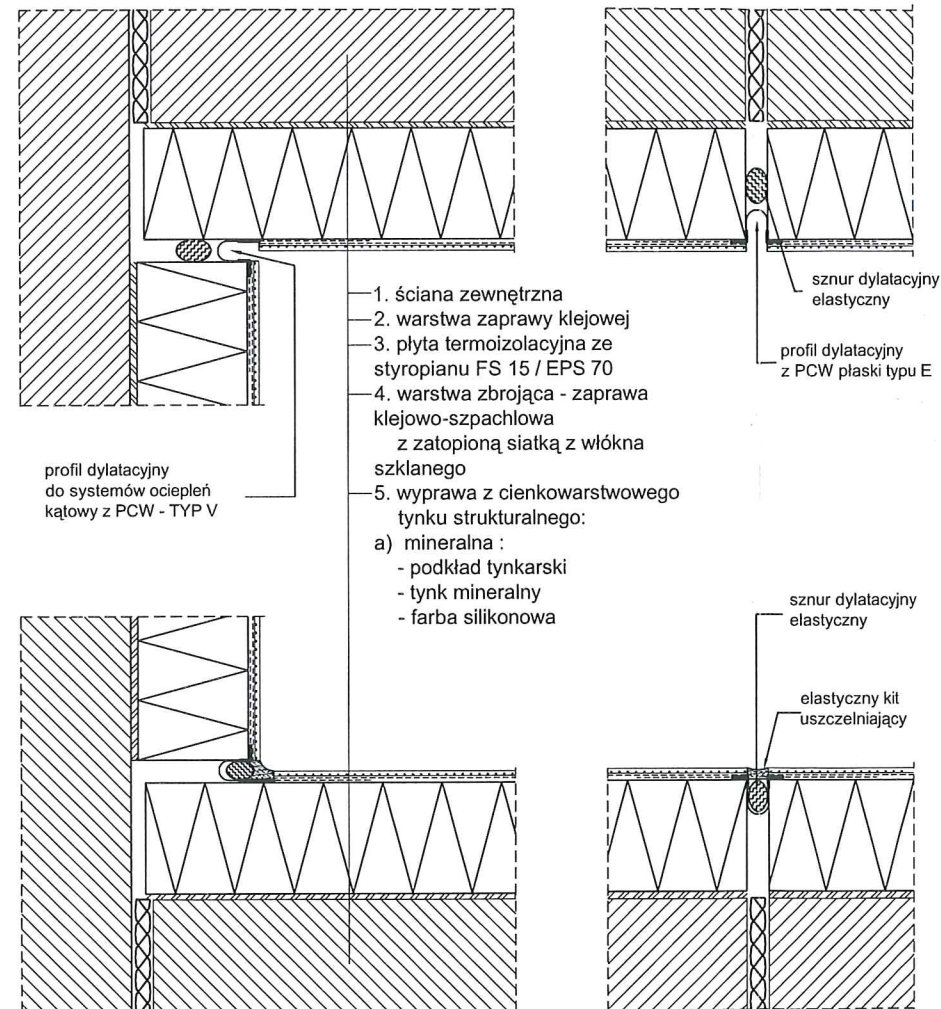 sznur dylatacyjny
elastyczny
profil dylatacyjny
z PCW płaski typu E
1. ściana zewnętrzna
2. warstwa zaprawy klejowej
3. płyta termoizolacyjna ze
styropianu FS 15 / EPS 70
4. warstwa zbrojąca - zaprawa
klejowo-szpachlowa
z zatopioną siatką z włókna
szklanego
5. wyprawa z cienkowarstwowego
tynku strukturalnego:
a) mineralna :
- podkład tynkarski
- tynk mineralny
- farba silikonowa
profil dylatacyjny
do systemów ociepleń
kątowy z PCW - TYP V
sznur dylatacyjny
elastyczny
elastyczny kit
uszczelniający